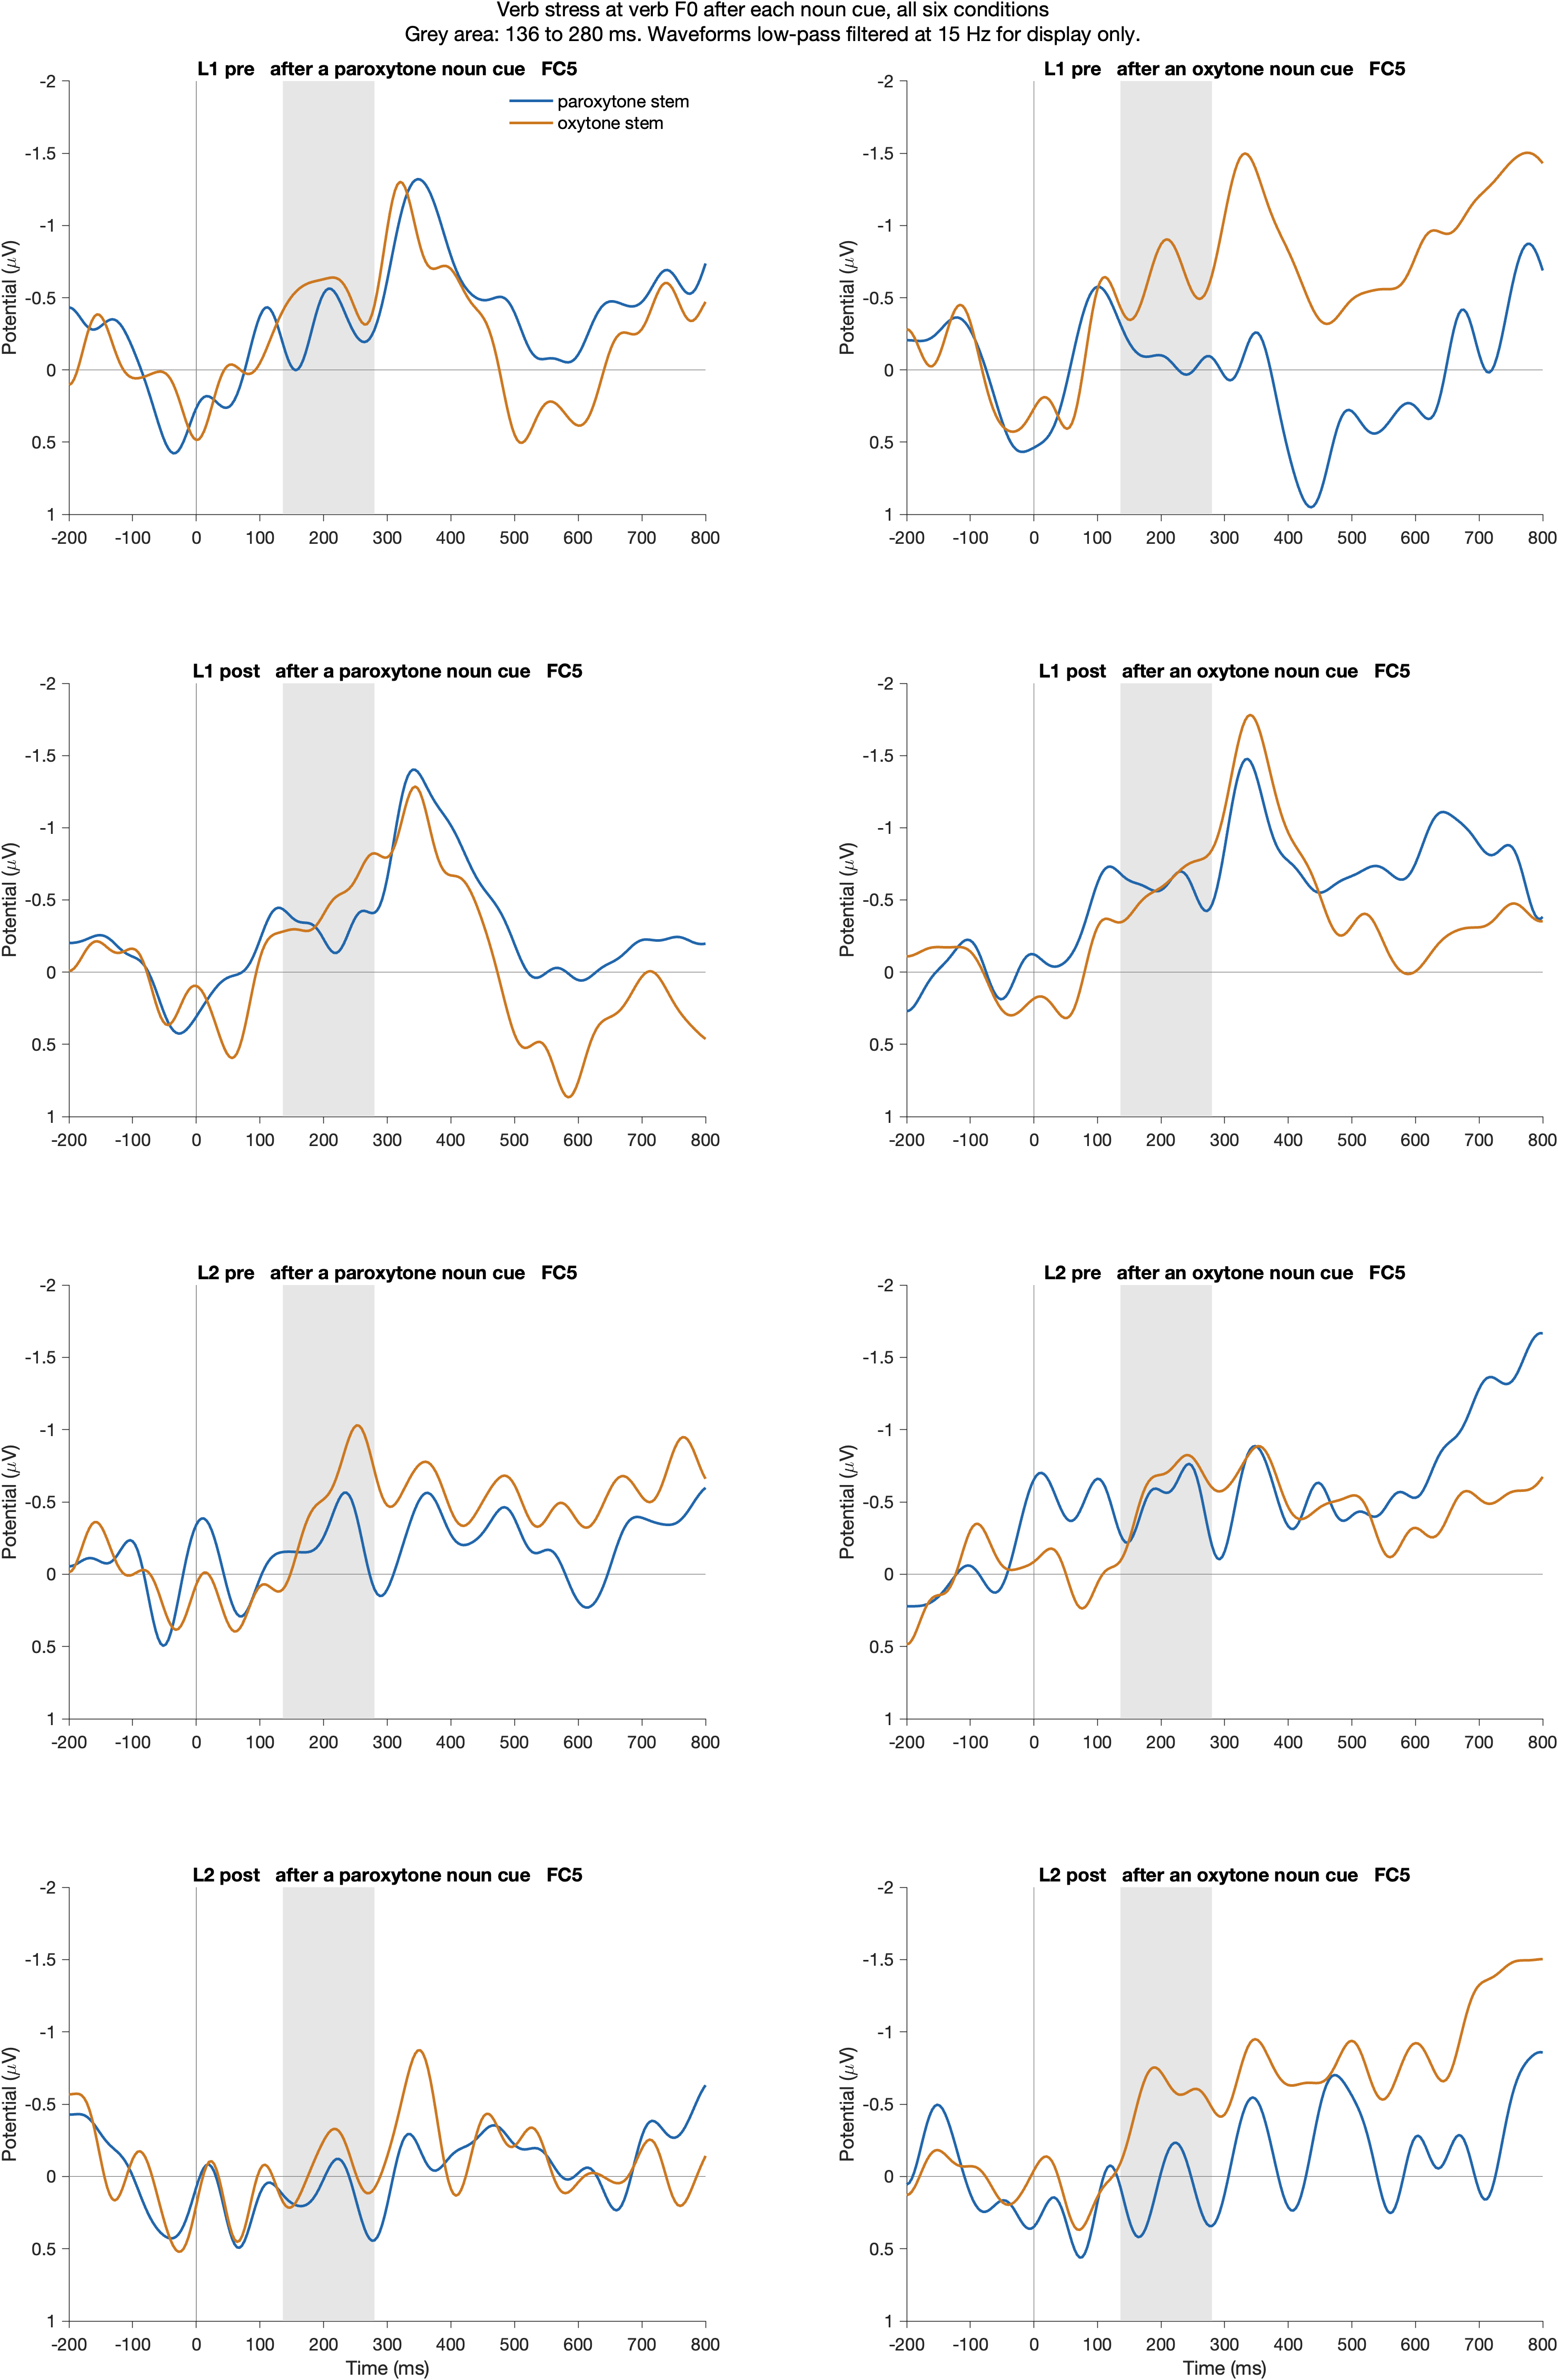 Verb stress at verb F0 after each noun cue, all six conditions
Grey area: 136 to 280 ms. Waveforms low-pass filtered at 15 Hz for display only.
L1 pre   after a paroxytone noun cue   FC5
paroxytone stem
oxytone stem
Potential (μV)
-2
-1.5
-1
-0.5
0
0.5
1
-200 -100 0 100 200 300 400 500 600 700 800
L1 pre   after an oxytone noun cue   FC5
Potential (μV)
-2
-1.5
-1
-0.5
0
0.5
1
-200 -100 0 100 200 300 400 500 600 700 800
L1 post   after a paroxytone noun cue   FC5
Potential (μV)
-2
-1.5
-1
-0.5
0
0.5
1
-200 -100 0 100 200 300 400 500 600 700 800
L1 post   after an oxytone noun cue   FC5
Potential (μV)
-2
-1.5
-1
-0.5
0
0.5
1
-200 -100 0 100 200 300 400 500 600 700 800
L2 pre   after a paroxytone noun cue   FC5
Potential (μV)
-2
-1.5
-1
-0.5
0
0.5
1
-200 -100 0 100 200 300 400 500 600 700 800
L2 pre   after an oxytone noun cue   FC5
Potential (μV)
-2
-1.5
-1
-0.5
0
0.5
1
-200 -100 0 100 200 300 400 500 600 700 800
L2 post   after a paroxytone noun cue   FC5
Potential (μV)
-2
-1.5
-1
-0.5
0
0.5
1
-200 -100 0 100 200 300 400 500 600 700 800
Time (ms)
L2 post   after an oxytone noun cue   FC5
Potential (μV)
-2
-1.5
-1
-0.5
0
0.5
1
-200 -100 0 100 200 300 400 500 600 700 800
Time (ms)